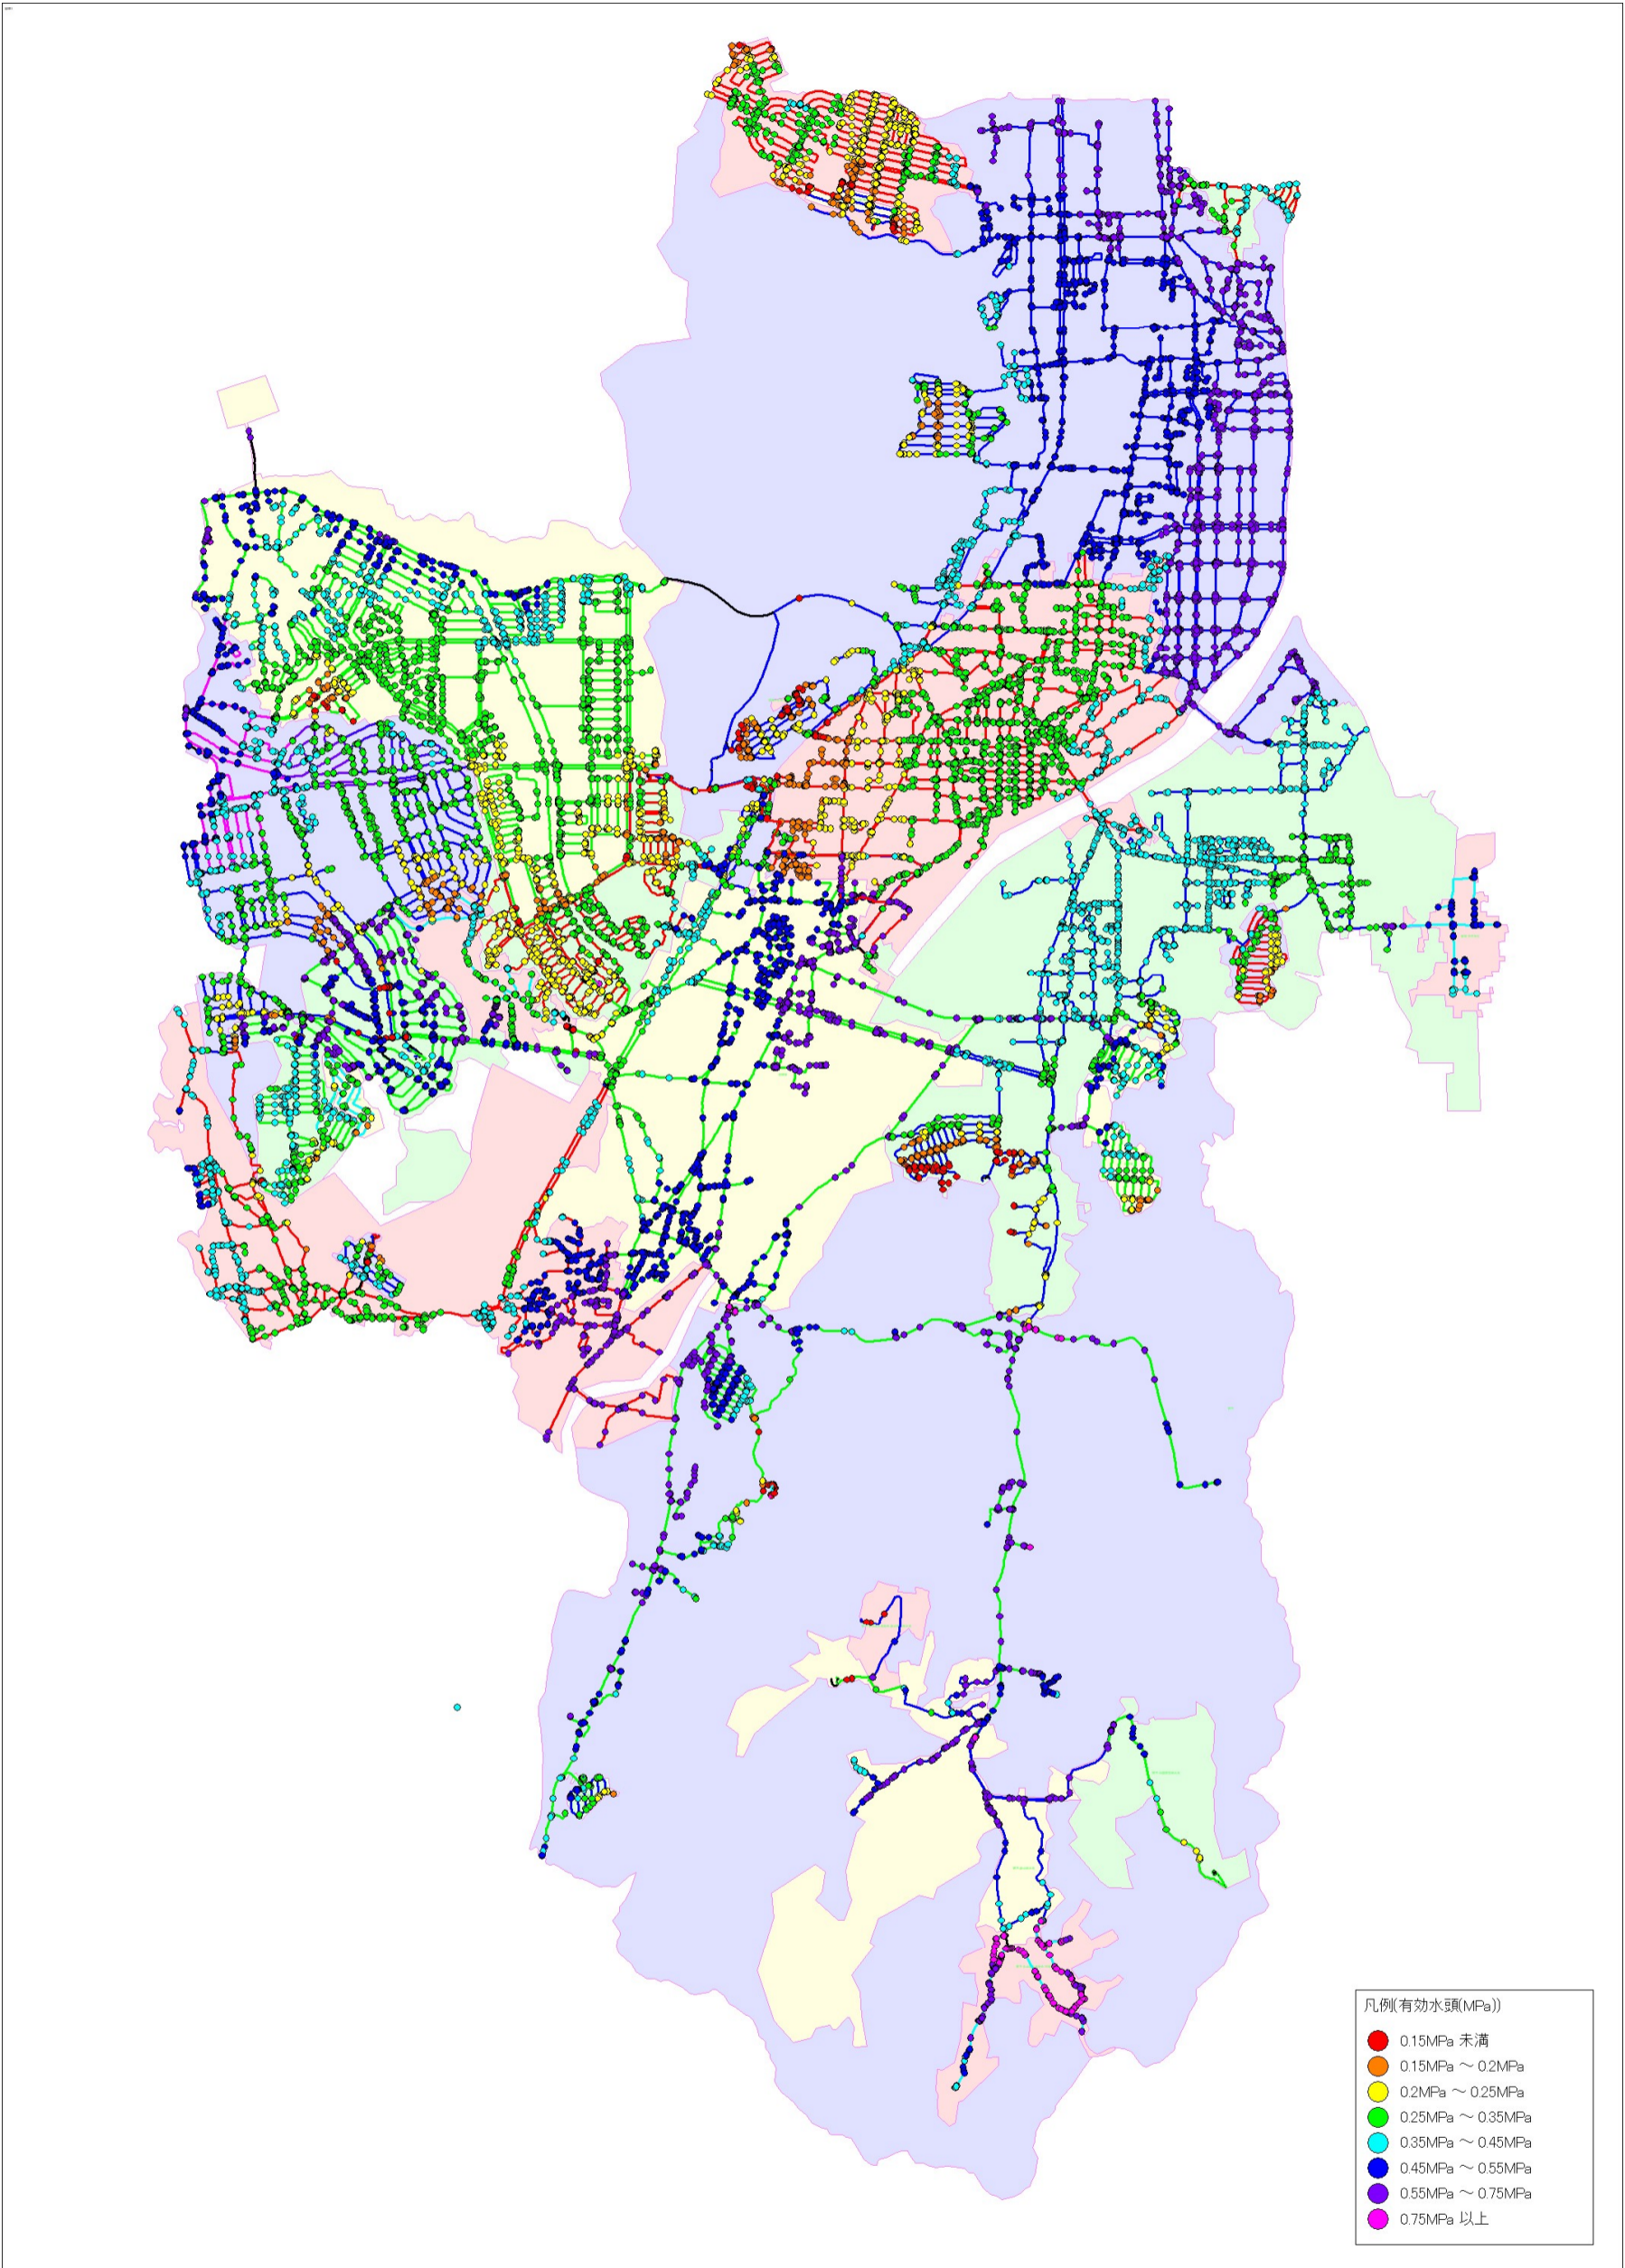 凡例(有効水頭(MPa))
0.15MPa 未満
0.15MPa ～ 0.2MPa
0.2MPa ～ 0.25MPa
0.25MPa ～ 0.35MPa
0.35MPa ～ 0.45MPa
0.45MPa ～ 0.55MPa
0.55MPa ～ 0.75MPa
0.75MPa 以上